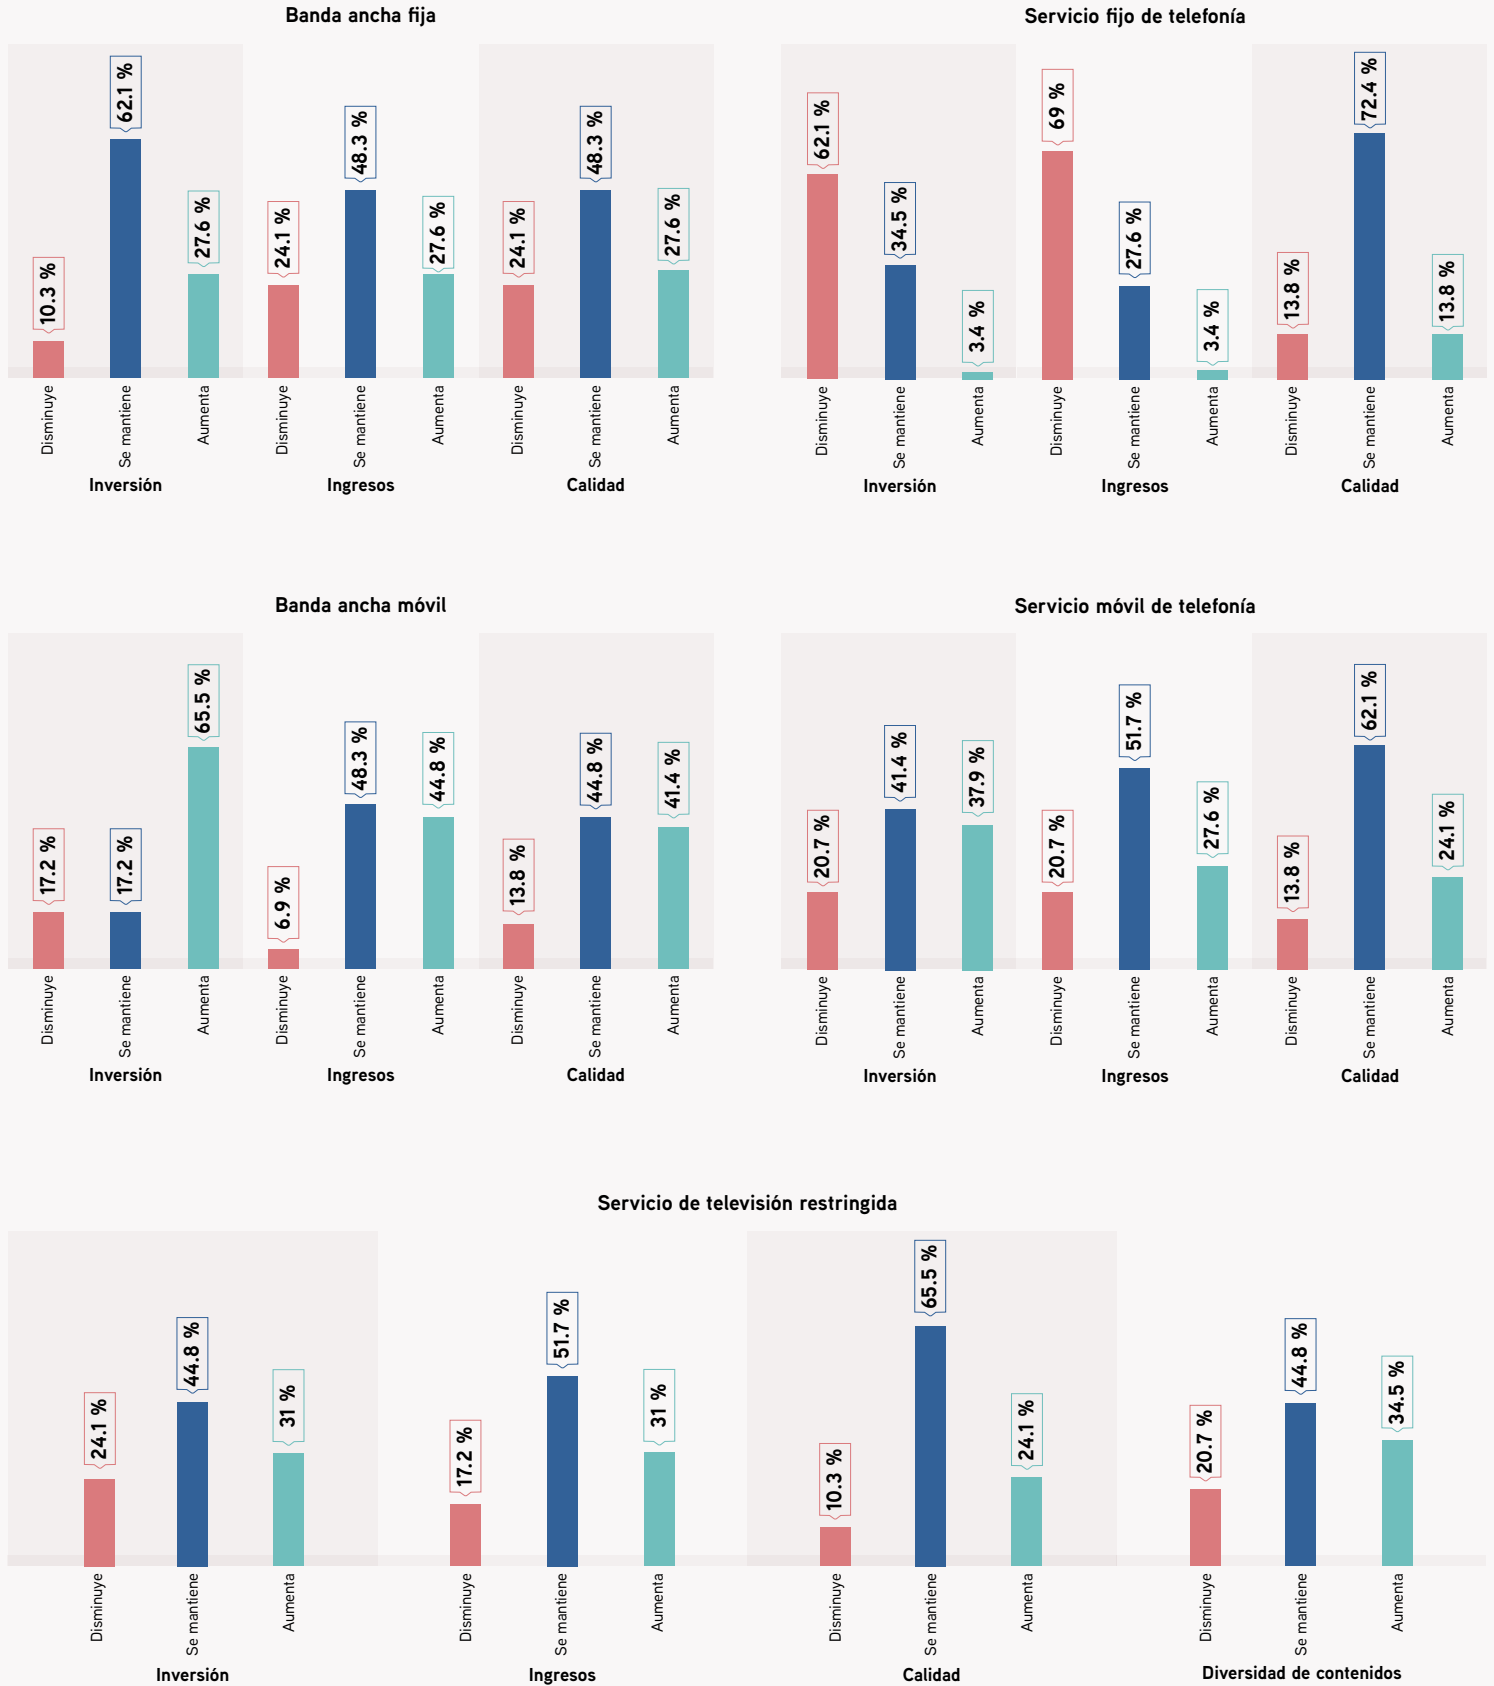 Banda ancha fija
10.3 %
62.1 %
27.6 %
24.1 %
48.3 %
27.6 %
24.1 %
48.3 %
27.6 %
Disminuye
Se mantiene
Aumenta
Disminuye
Se mantiene
Aumenta
Disminuye
Se mantiene
Aumenta
Inversión
Ingresos
Calidad
Servicio fijo de telefonía
62.1 %
34.5 %
3.4 %
69 %
27.6 %
3.4 %
13.8 %
72.4 %
13.8 %
Disminuye
Se mantiene
Aumenta
Disminuye
Se mantiene
Aumenta
Disminuye
Se mantiene
Aumenta
Inversión
Ingresos
Calidad
Banda ancha móvil
17.2 %
17.2 %
65.5 %
6.9 %
48.3 %
44.8 %
13.8 %
44.8 %
41.4 %
Disminuye
Se mantiene
Aumenta
Disminuye
Se mantiene
Aumenta
Disminuye
Se mantiene
Aumenta
Inversión
Ingresos
Calidad
Servicio móvil de telefonía
20.7 %
41.4 %
37.9 %
20.7 %
51.7 %
27.6 %
13.8 %
62.1 %
24.1 %
Disminuye
Se mantiene
Aumenta
Disminuye
Se mantiene
Aumenta
Disminuye
Se mantiene
Aumenta
Inversión
Ingresos
Calidad
Servicio de televisión restringida
24.1 %
44.8 %
31 %
17.2 %
51.7 %
31 %
10.3 %
65.5 %
24.1 %
20.7 %
44.8 %
34.5 %
Disminuye
Se mantiene
Aumenta
Disminuye
Se mantiene
Aumenta
Disminuye
Se mantiene
Aumenta
Disminuye
Se mantiene
Aumenta
Inversión
Ingresos
Calidad
Diversidad de contenidos